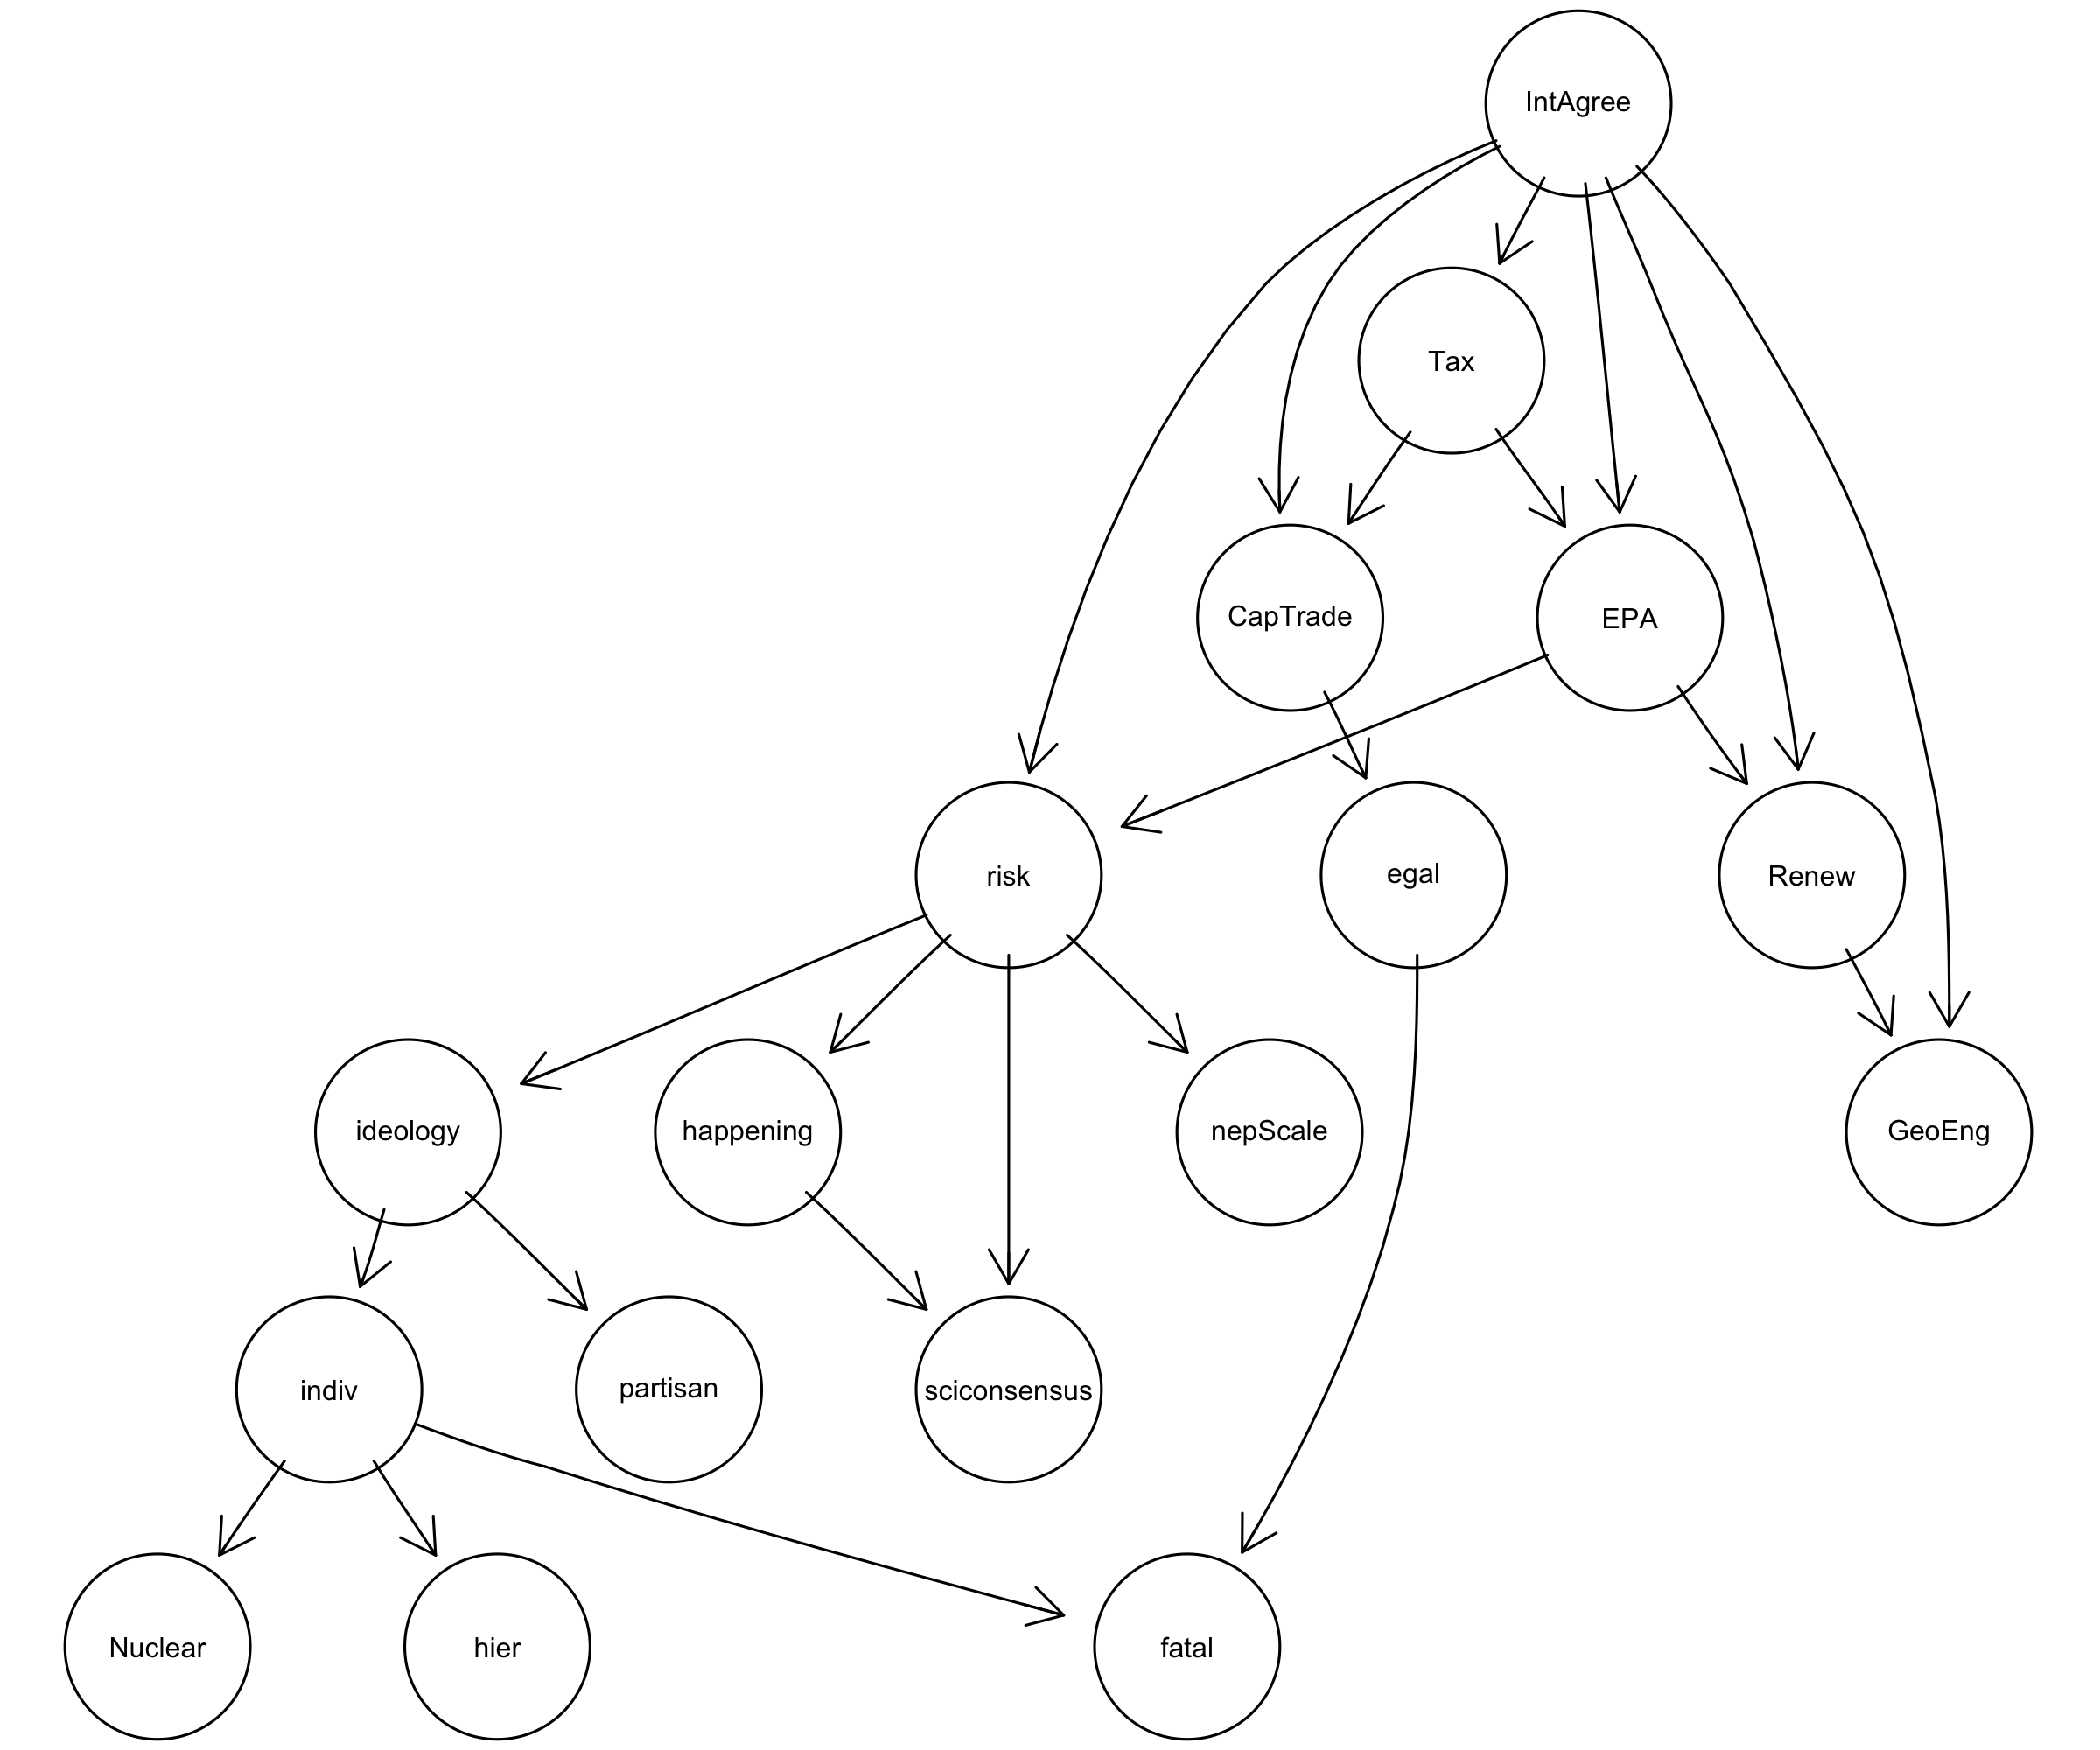 IntAgree
Tax
CapTrade
EPA
risk
egal
Renew
ideology
happening
nepScale
GeoEng
indiv
partisan
sciconsensus
Nuclear
hier
fatal